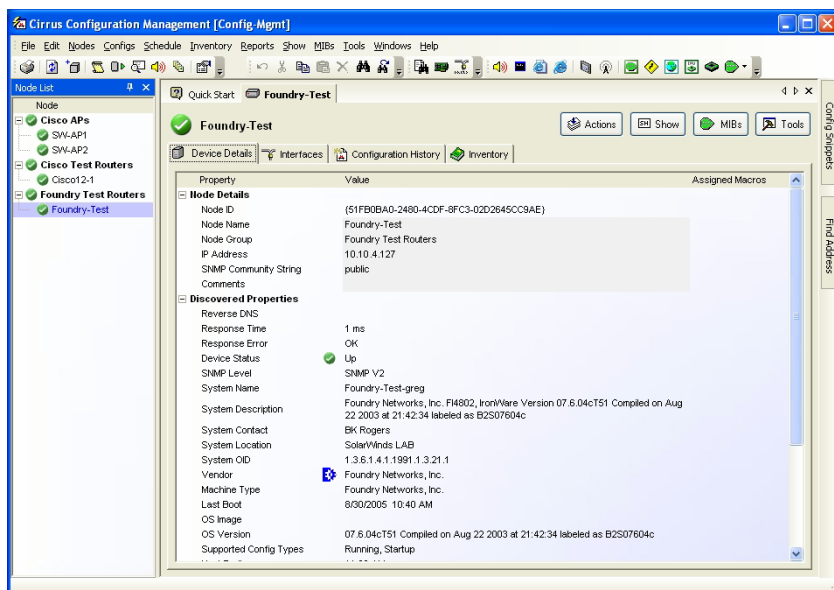 Cirrus Configuration Management [Config-Mgmt]
File Edit Nodes Configs Schedule Inventory Reports Show MIBs Tools Windows Help
Node List
Node
Cisco APs
SW-AP1
SW-AP2
Cisco Test Routers
Cisco12-1
Foundry Test Routers
Foundry-Test
Quick Start Foundry-Test
Foundry-Test
Actions Show MIBs Tools
Device Details Interfaces Configuration History Inventory
Property Value Assigned Macros
Node Details
Node ID {51FB0BA0-2480-4CDF-8FC3-02D2645CC9AE}
Node Name Foundry-Test
Node Group Foundry Test Routers
IP Address 10.10.4.127
SNMP Community String public
Comments
Discovered Properties
Reverse DNS
Response Time 1 ms
Response Error OK
Device Status Up
SNMP Level SNMP V2
System Name Foundry-Test-greg
System Description Foundry Networks, Inc. FI4802, IronWare Version 07.6.04cT51 Compiled on Aug
22 2003 at 21:42:34 labeled as B2S07604c
System Contact BK Rogers
System Location SolarWinds LAB
System OID 1.3.6.1.4.1.1991.1.3.21.1
Vendor Foundry Networks, Inc.
Machine Type Foundry Networks, Inc.
Last Boot 8/30/2005 10:40 AM
OS Image
OS Version 07.6.04cT51 Compiled on Aug 22 2003 at 21:42:34 labeled as B2S07604c
Supported Config Types Running, Startup
Config Snippets
Find Address